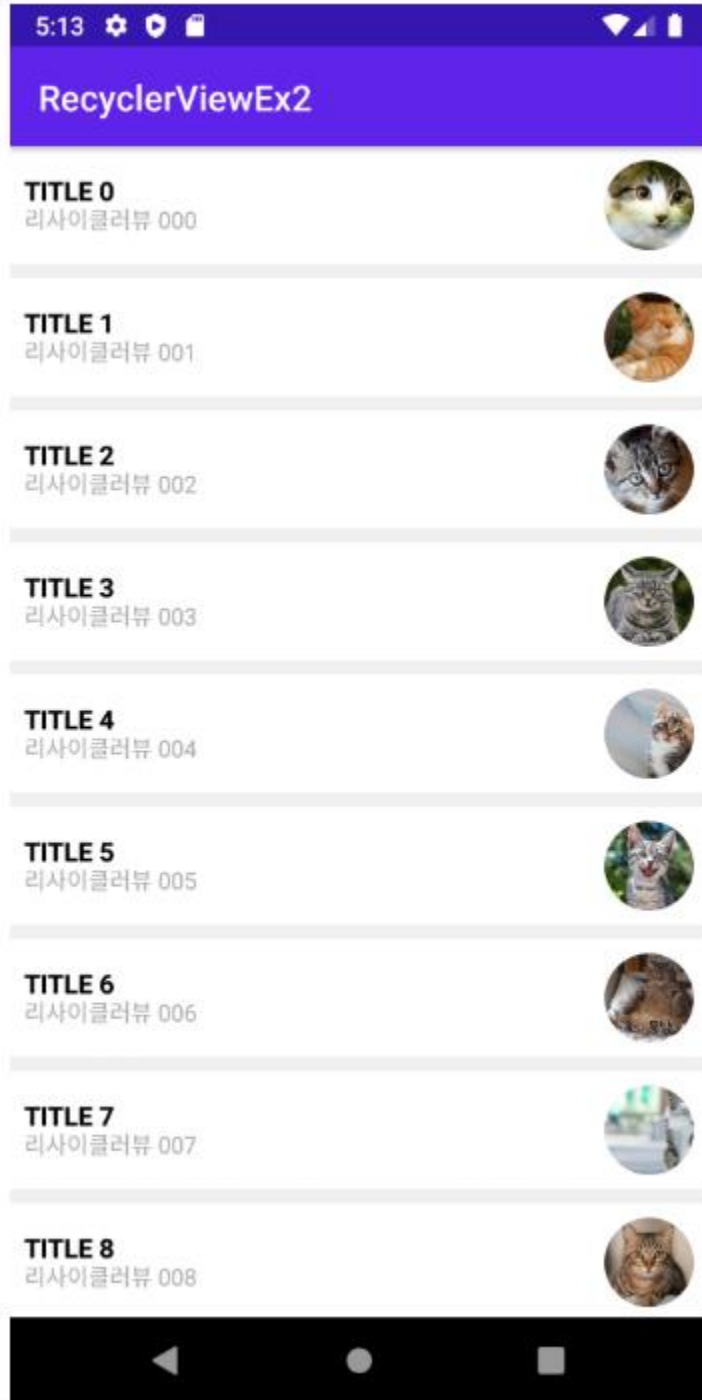 5:13
RecyclerViewEx2
TITLE 0
리사이클러뷰 000
TITLE 1
리사이클러뷰 001
TITLE 2
리사이클러뷰 002
TITLE 3
리사이클러뷰 003
TITLE 4
리사이클러뷰 004
TITLE 5
리사이클러뷰 005
TITLE 6
리사이클러뷰 006
TITLE 7
리사이클러뷰 007
TITLE 8
리사이클러뷰 008